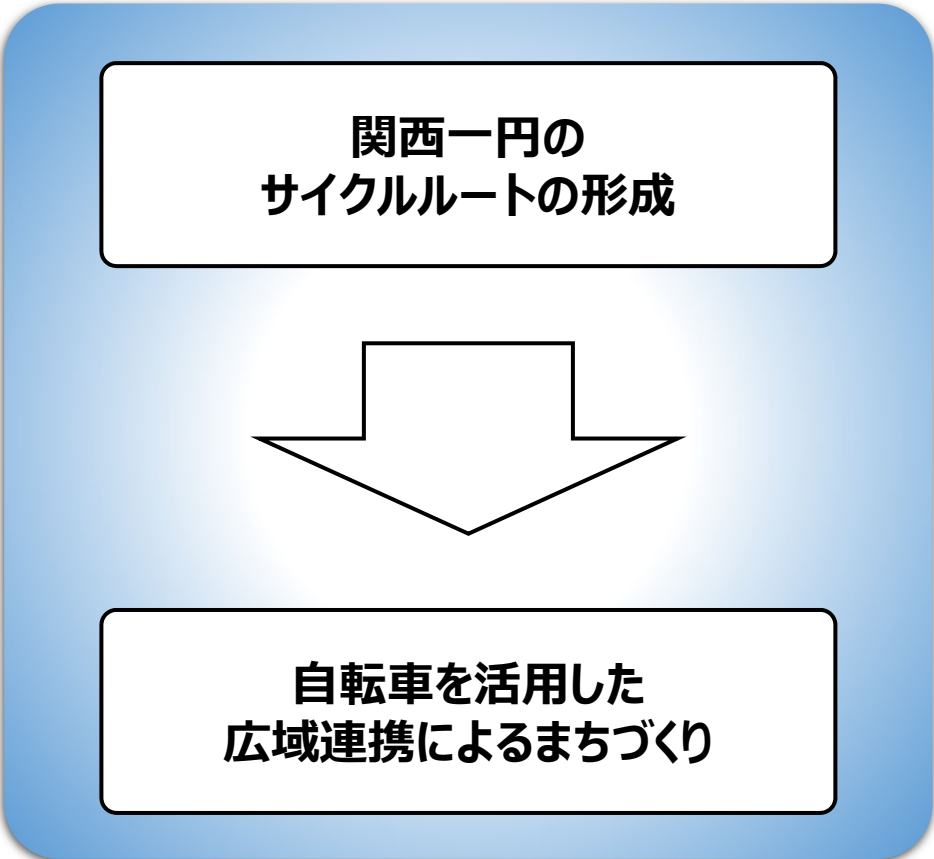 関西一円の
サイクルルートの形成
自転車を活用した
広域連携によるまちづくり